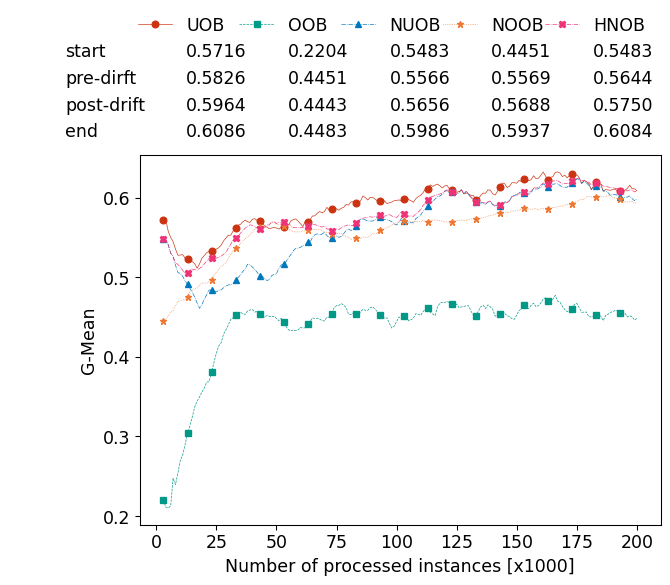 UOB OOB NUOB NOOB HNOB
start 0.5716 0.2204 0.5483 0.4451 0.5483
pre-dirft 0.5826 0.4451 0.5566 0.5569 0.5644
post-drift 0.5964 0.4443 0.5656 0.5688 0.5750
end 0.6086 0.4483 0.5986 0.5937 0.6084
0.6
0.5
0.4
0.3
0.2
G-Mean
0 25 50 75 100 125 150 175 200
Number of processed instances [x1000]